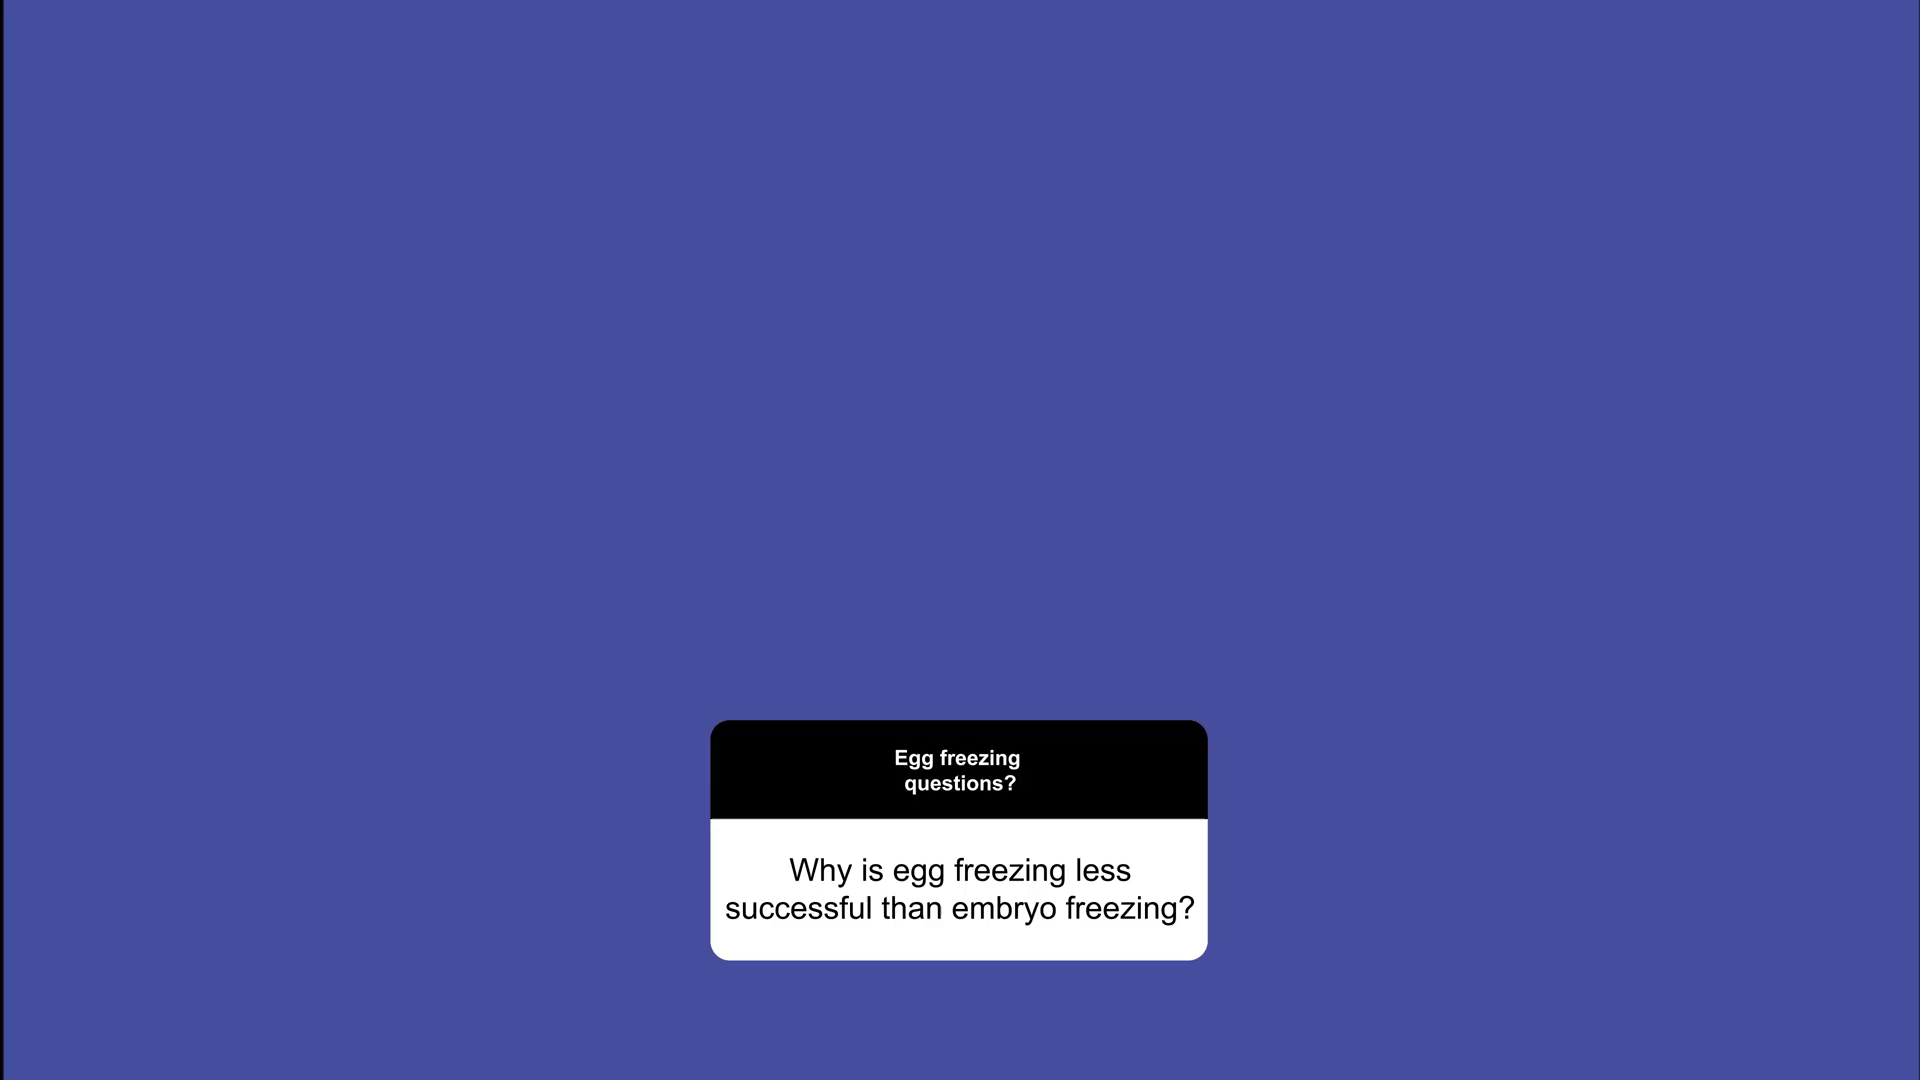 Egg freezing
questions?
Why is egg freezing less
successful than embryo freezing?